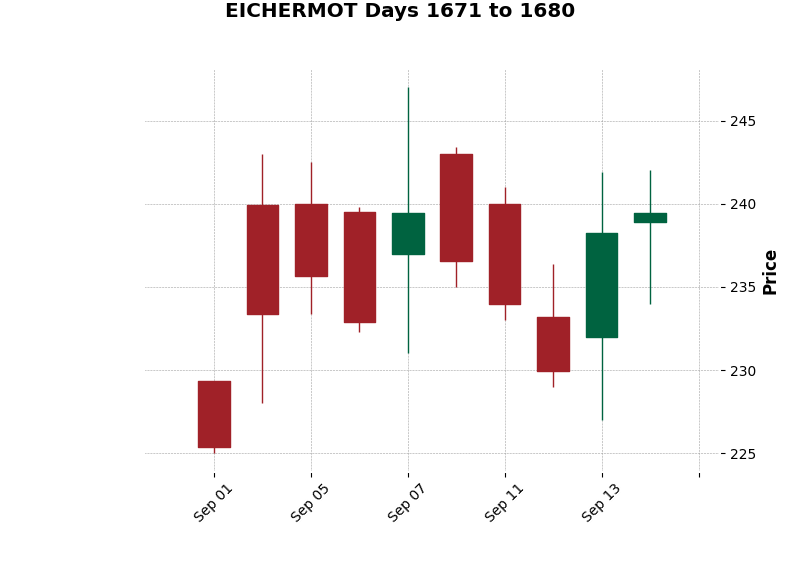 EICHERMOT Days 1671 to 1680
245
240
235
230
225
Price
Sep 01
Sep 05
Sep 07
Sep 11
Sep 13